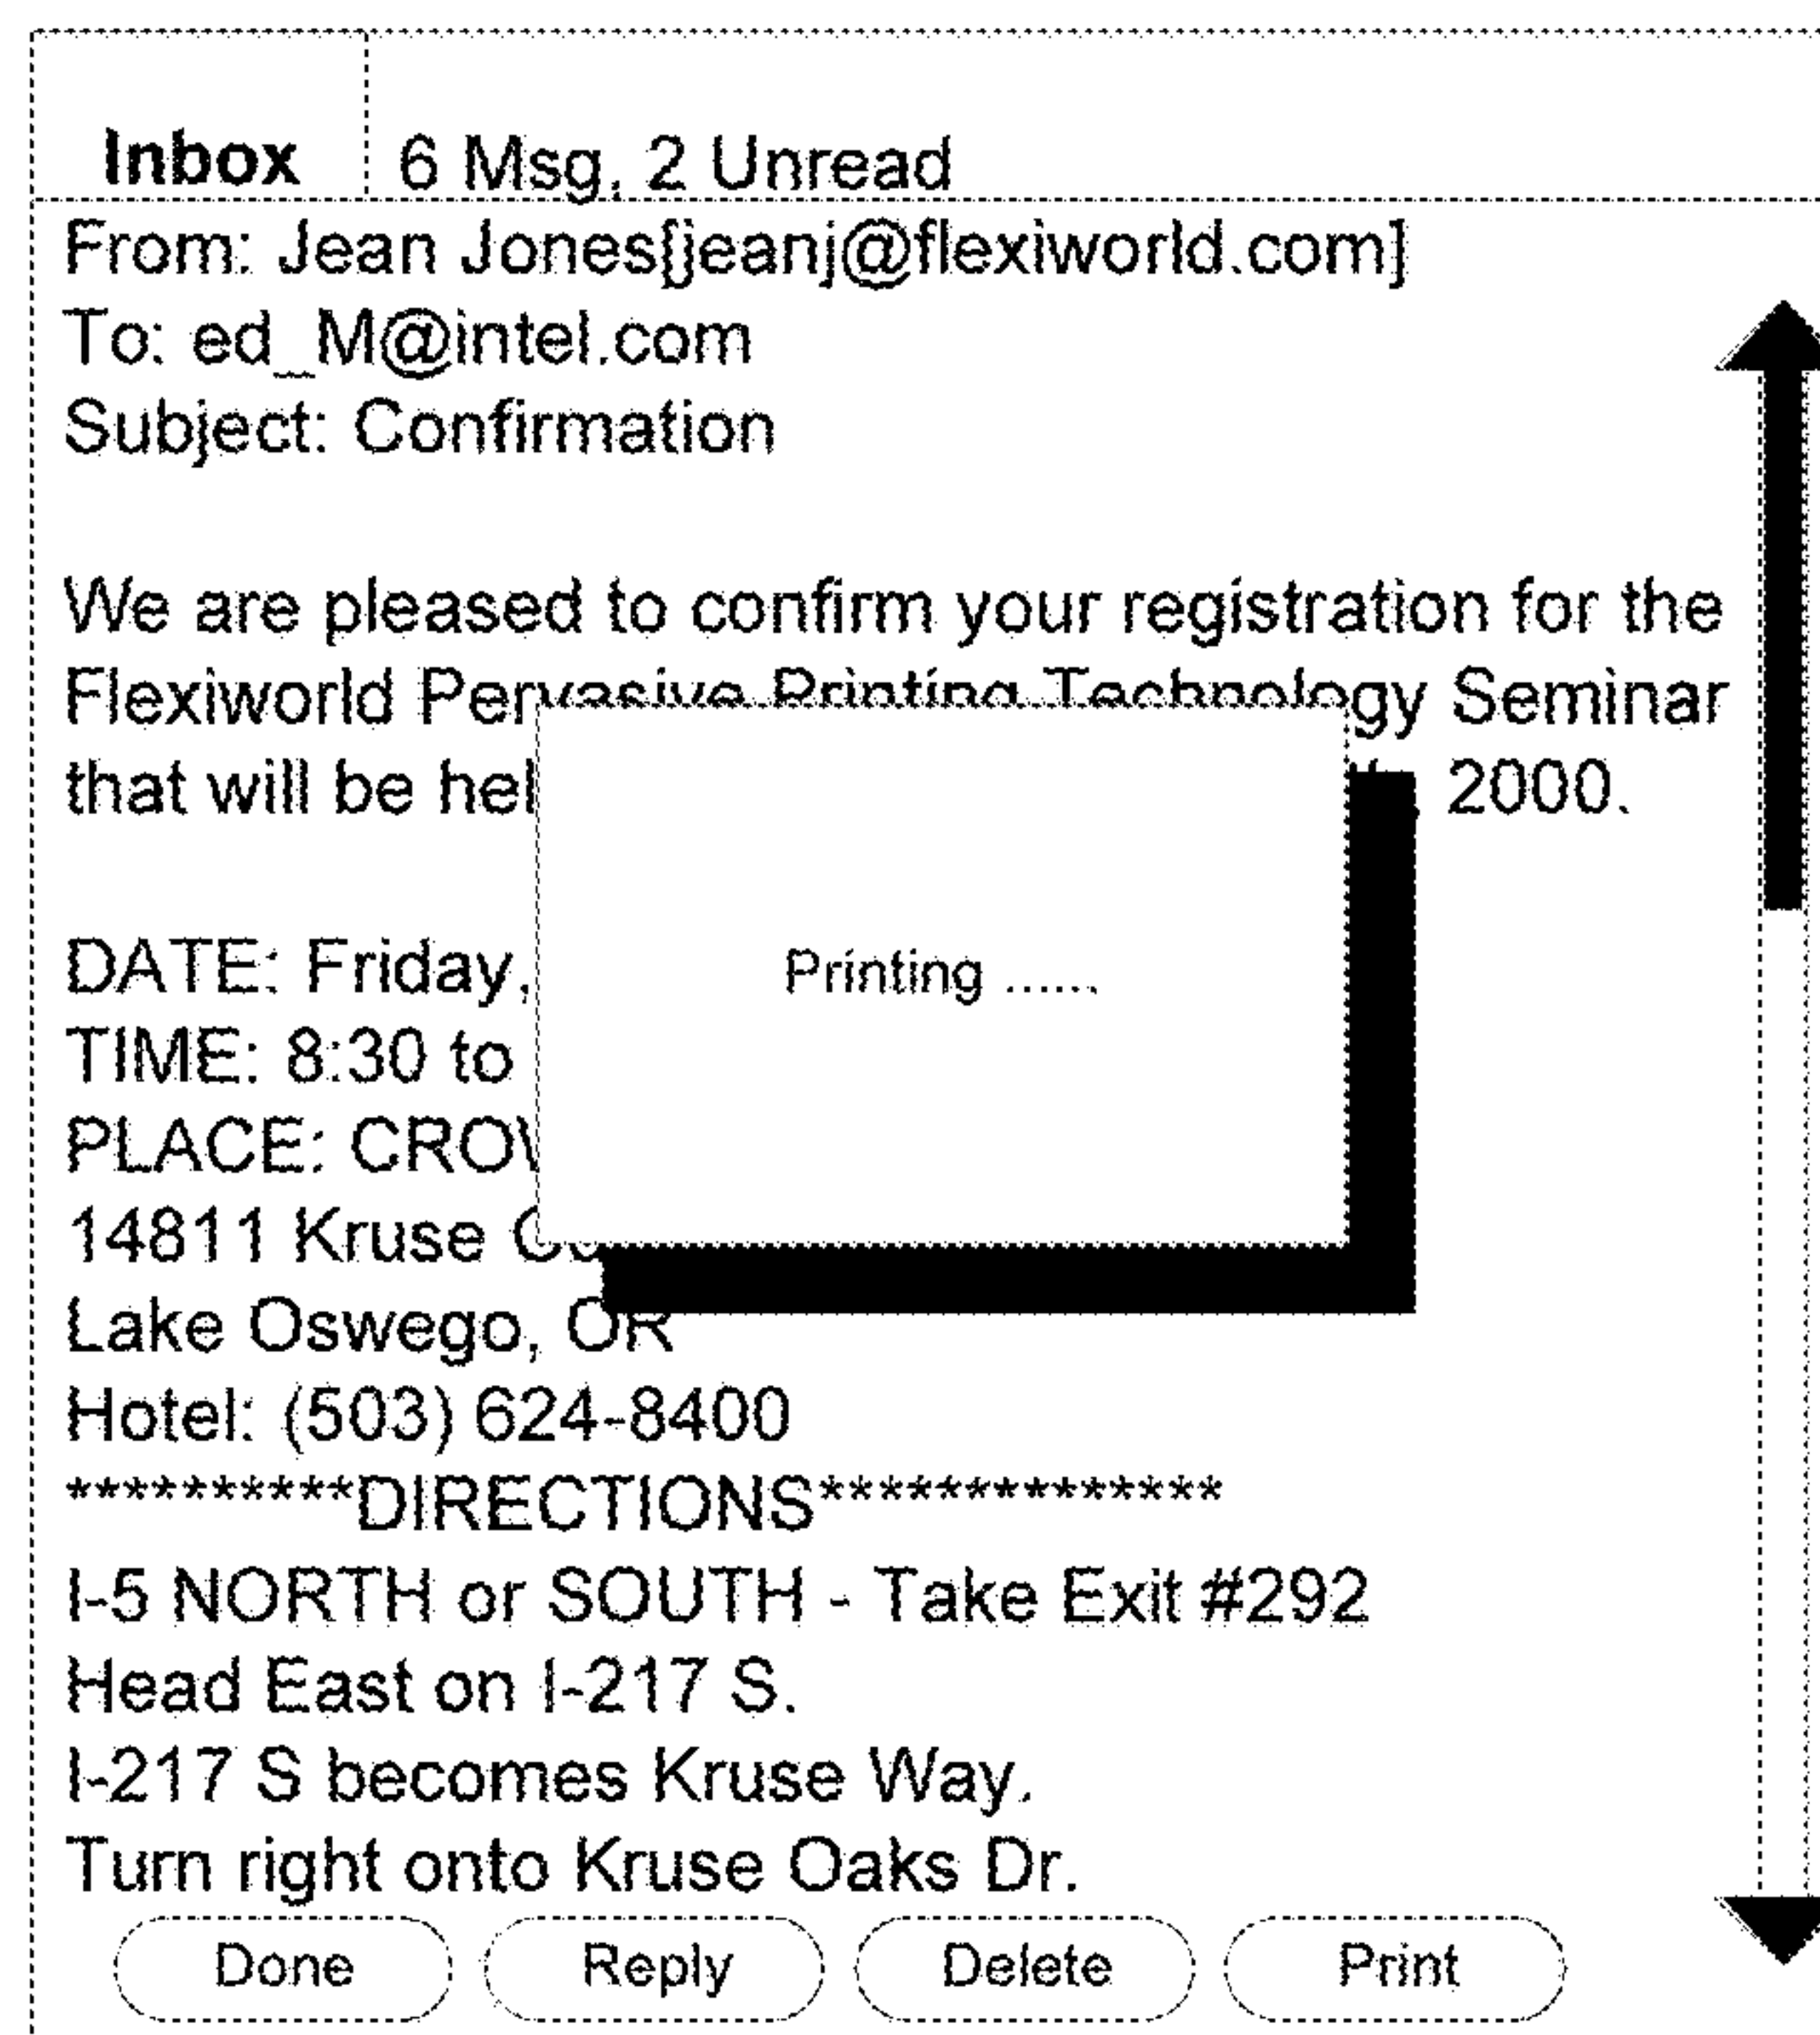 Inbox 6 Msg, 2 Unread
From: Jean Jones[jeanj@flexiworld.com]
To: ed_M@intel.com
Subject: Confirmation
We are pleased to confirm your registration for the
Flexiworld Pervasive Printing Technology Seminar
that will be 2000.
DATE: Friday,
TIME: 8:30 to
PLACE:
14811 Kruse
Lake Oswego, OR
Hotel: (503) 624-8400
**********DIRECTIONS**************
I-5 NORTH or SOUTH - Take Exit #292
Head East on I-217 S.
I-217 S becomes Kruse Way.
Turn right onto Kruse Oaks Dr.
Printing ......
Done Reply Delete Print